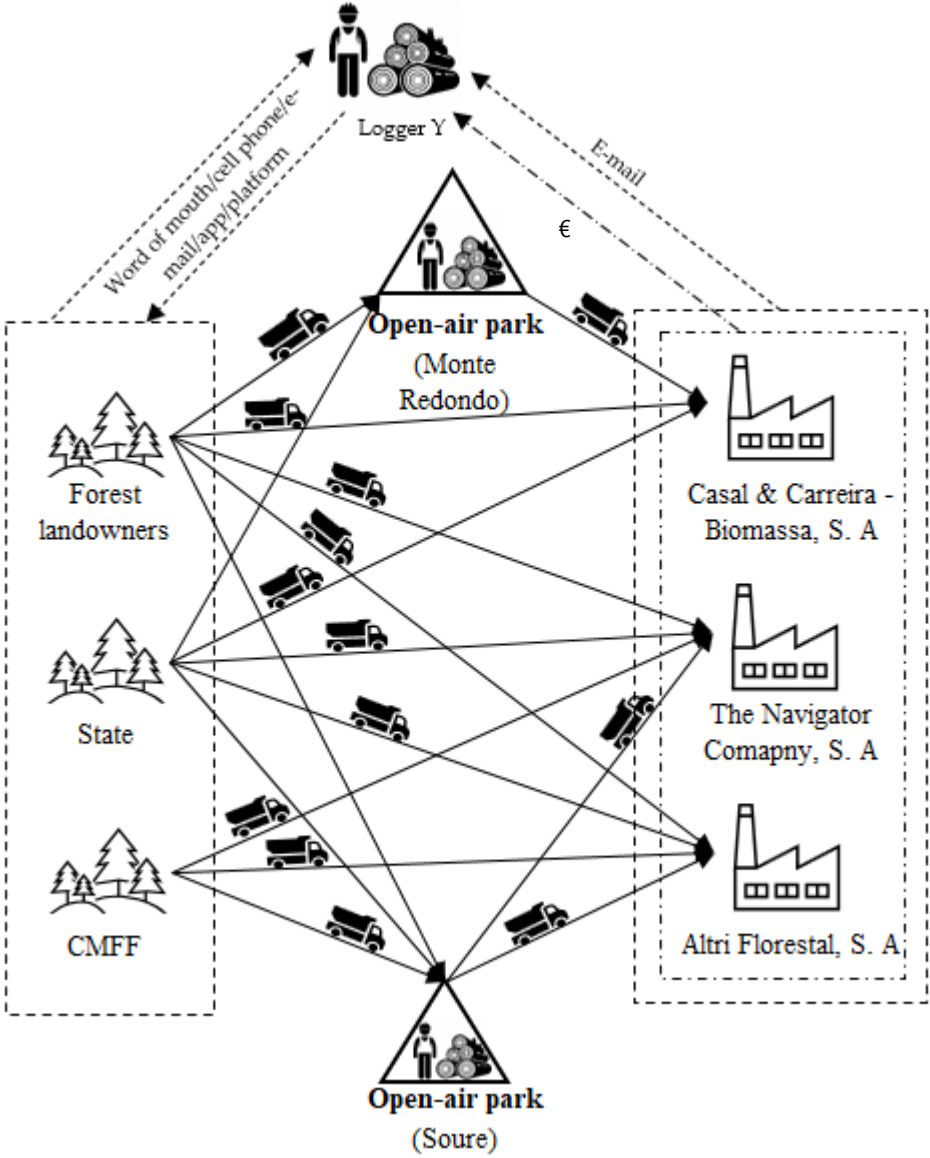 Logger Y
Word of mouth/cell phone/e-
mail/app/platform
E-mail
€
Open-air park
(Monte
Redondo)
Forest
landowners
Casal & Carreira -
Biomassa, S. A
State
The Navigator
Comapny, S. A
CMFF
Altri Florestal, S. A
Open-air park
(Soure)